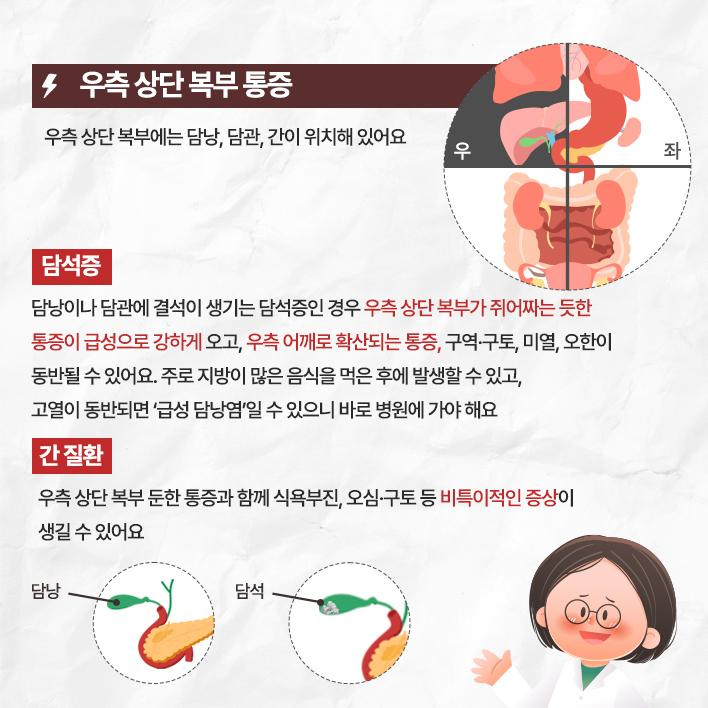 우측 상단 복부 통증
우측 상단 복부에는 담낭, 담관, 간이 위치해 있어요
우
좌
담석증
담낭이나 담관에 결석이 생기는 담석증인 경우 우측 상단 복부가 쥐어짜는 듯한
통증이 급성으로 강하게 오고, 우측 어깨로 확산되는 통증, 구역·구토, 미열, 오한이
동반될 수 있어요. 주로 지방이 많은 음식을 먹은 후에 발생할 수 있고,
고열이 동반되면 ‘급성 담낭염’일 수 있으니 바로 병원에 가야 해요
간 질환
우측 상단 복부 둔한 통증과 함께 식욕부진, 오심·구토 등 비특이적인 증상이
생길 수 있어요
담낭
담석